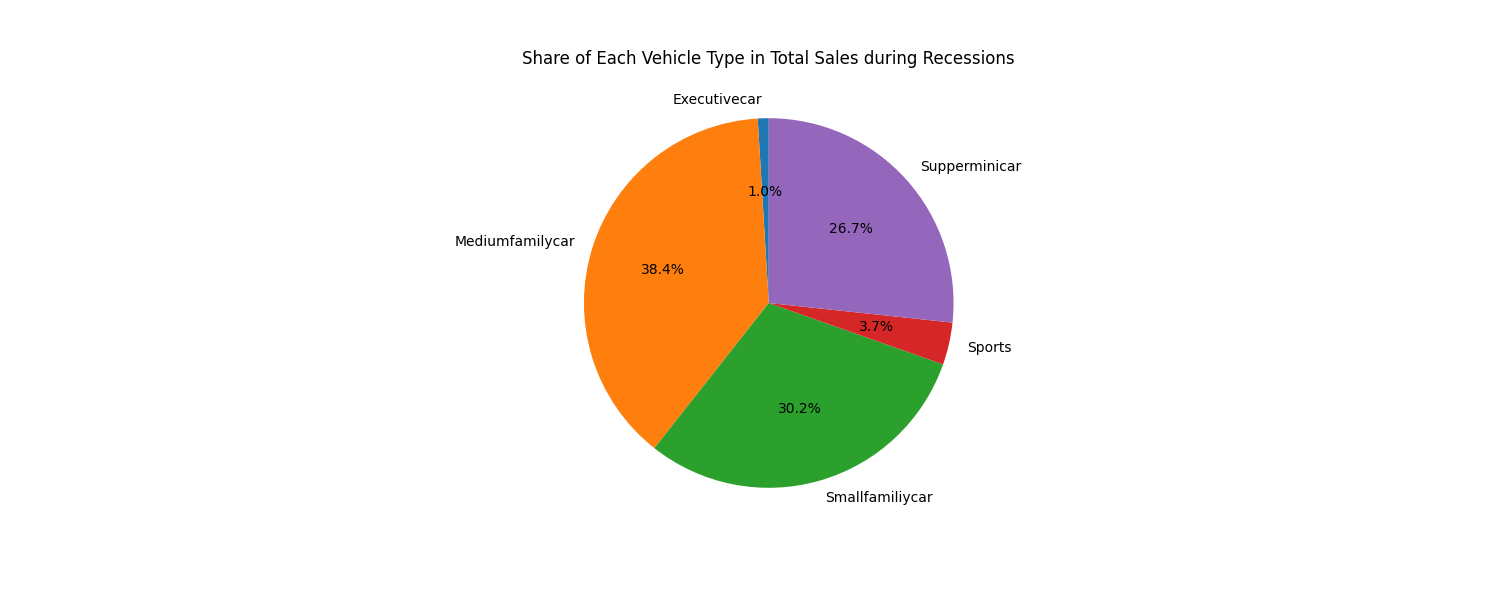 Share of Each Vehicle Type in Total Sales during Recessions
Executivecar
Supperminicar
1.0%
26.7%
Mediumfamilycar
38.4%
3.7%
Sports
30.2%
Smallfamiliycar